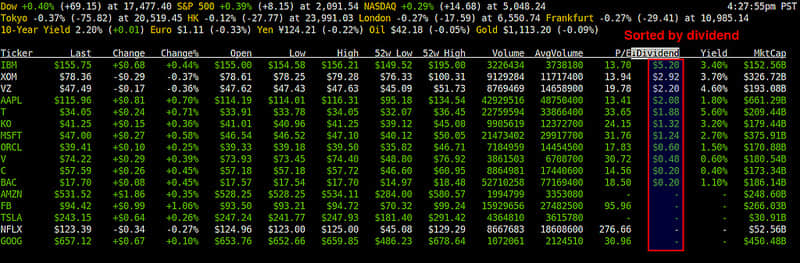 Dow +0.40% (+69.15) at 17,477.40 S&P 500 +0.39% (+8.15) at 2,091.54 NASDAQ +0.29% (+14.68) at 5,048.24 4:27:55pm PST
Tokyo -0.37% (-75.82) at 20,519.45 HK -0.12% (-27.77) at 23,991.03 London -0.27% (-17.59) at 6,550.74 Frankfurt -0.27% (-29.41) at 10,985.14
10-Year Yield 2.20% (+0.01) Euro $1.11 (-0.33%) Yen ¥124.21 (-0.22%) Oil $42.18 (-0.05%) Gold $1,113.20 (-0.09%)
Sorted by dividend
Ticker Last Change Change% Open Low High 52w Low 52w High Volume AvgVolume P/E ↓Dividend Yield MktCap
IBM $155.75 +$0.68 +0.44% $155.00 $154.58 $156.21 $149.52 $195.00 3226434 3738180 13.70 $5.20 3.40% $152.56B
XOM $78.36 -$0.29 -0.37% $78.61 $78.25 $79.28 $76.33 $100.31 9129284 11717400 13.94 $2.92 3.70% $326.72B
VZ $47.49 -$0.17 -0.36% $47.62 $47.43 $47.63 $45.09 $51.73 8769469 14658900 19.78 $2.20 4.60% $193.08B
AAPL $115.96 +$0.81 +0.70% $114.19 $114.01 $116.31 $95.18 $134.54 42929516 48750400 13.41 $2.08 1.80% $661.29B
T $34.05 +$0.24 +0.71% $33.91 $33.78 $34.05 $32.07 $36.45 22759594 33866400 33.65 $1.88 5.60% $209.44B
KO $41.25 +$0.15 +0.36% $41.01 $40.96 $41.25 $39.12 $45.00 9905619 12372700 24.15 $1.32 3.20% $179.44B
MSFT $47.00 +$0.27 +0.58% $46.54 $46.52 $47.10 $40.12 $50.05 21473402 29917700 31.76 $1.24 2.70% $375.91B
ORCL $39.41 +$0.10 +0.25% $39.33 $39.18 $39.50 $35.82 $46.71 7184959 14454500 17.83 $0.60 1.50% $170.88B
V $74.22 +$0.29 +0.39% $73.93 $73.45 $74.40 $48.80 $76.92 3861503 6708700 30.72 $0.48 0.60% $180.54B
C $57.59 +$0.26 +0.45% $57.18 $57.18 $57.72 $46.60 $60.95 8864981 17440600 14.56 $0.20 0.40% $173.34B
BAC $17.70 +$0.08 +0.45% $17.57 $17.54 $17.70 $14.97 $18.48 52710258 77169400 18.50 $0.20 1.10% $186.14B
AMZN $531.52 +$1.86 +0.35% $528.25 $528.25 $534.11 $284.00 $580.57 1994799 3353080 - - - $248.60B
FB $94.42 +$0.99 +1.06% $93.50 $93.21 $94.72 $70.32 $99.24 15929656 27482500 95.96 - - $266.03B
TSLA $243.15 +$0.64 +0.26% $247.24 $241.77 $247.93 $181.40 $291.42 4364810 3615780 - - - $30.91B
NFLX $123.39 -$0.34 -0.27% $124.96 $123.00 $125.00 $45.08 $129.29 8667683 18608600 276.66 - - $52.56B
GOOG $657.12 +$0.67 +0.10% $653.76 $652.66 $659.85 $486.23 $678.64 1072061 2124510 30.96 - - $450.48B